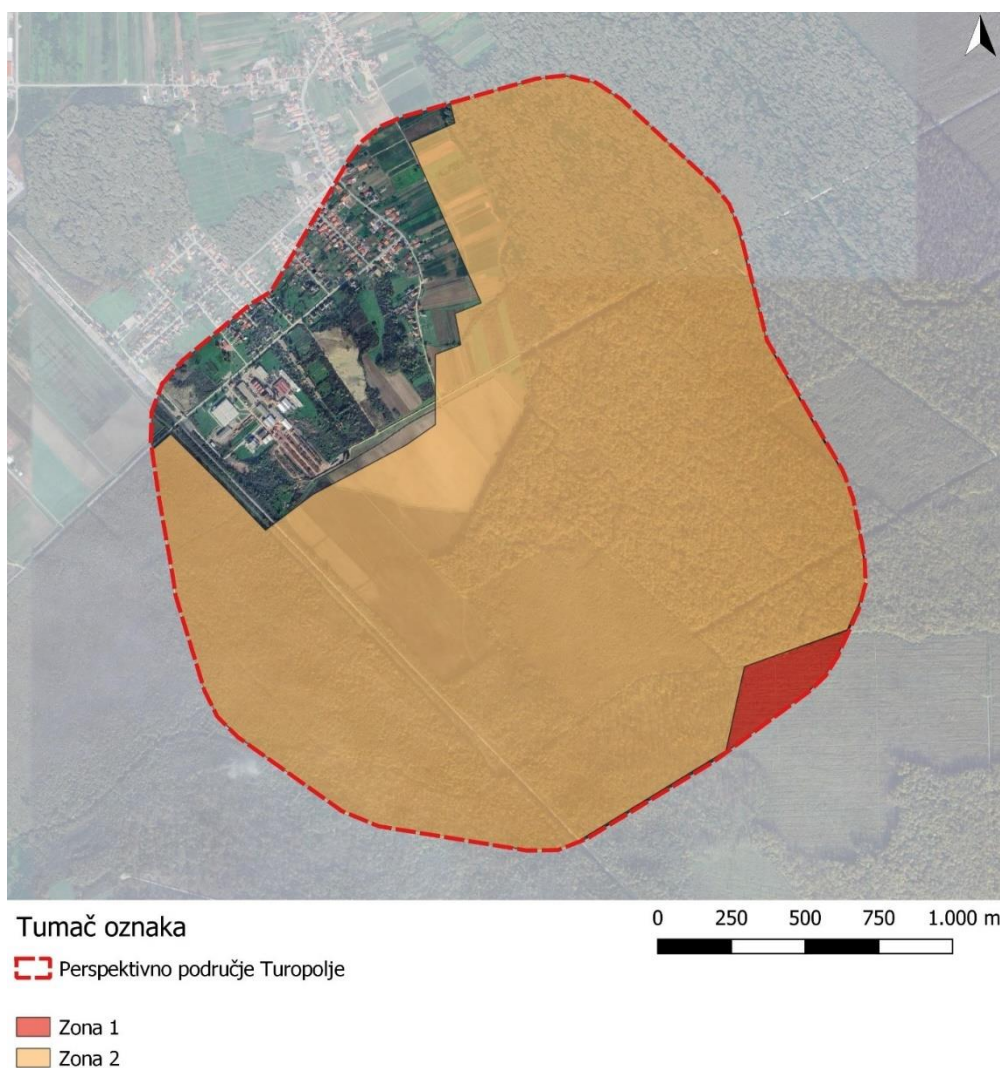 Tumač oznaka
0 250 500 750 1.000 m
Perspektivno područje Turopolje
Zona 1
Zona 2